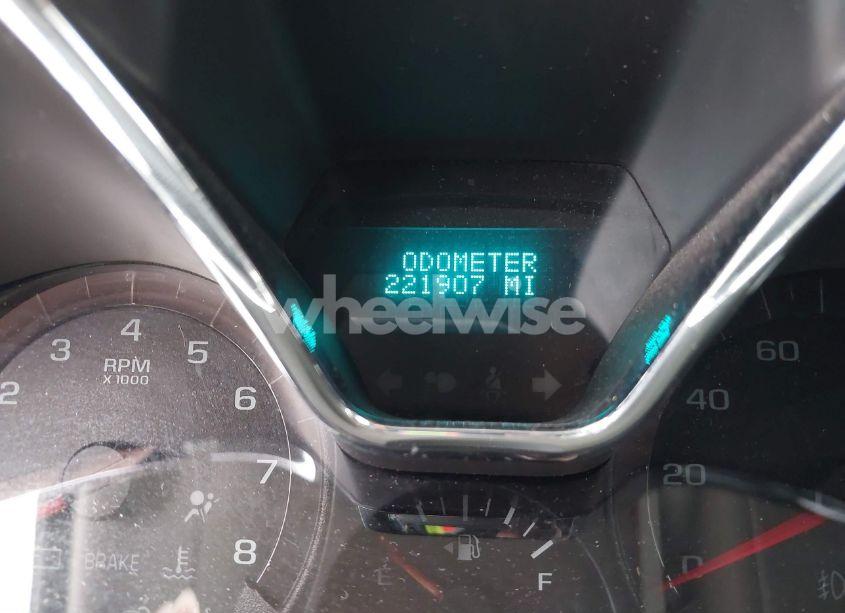 ODOMETER
221907 MI
wheelwise
4
3
5
RPM
X1000
2
6
7
8
BRAKE
60
40
20
0
E
F